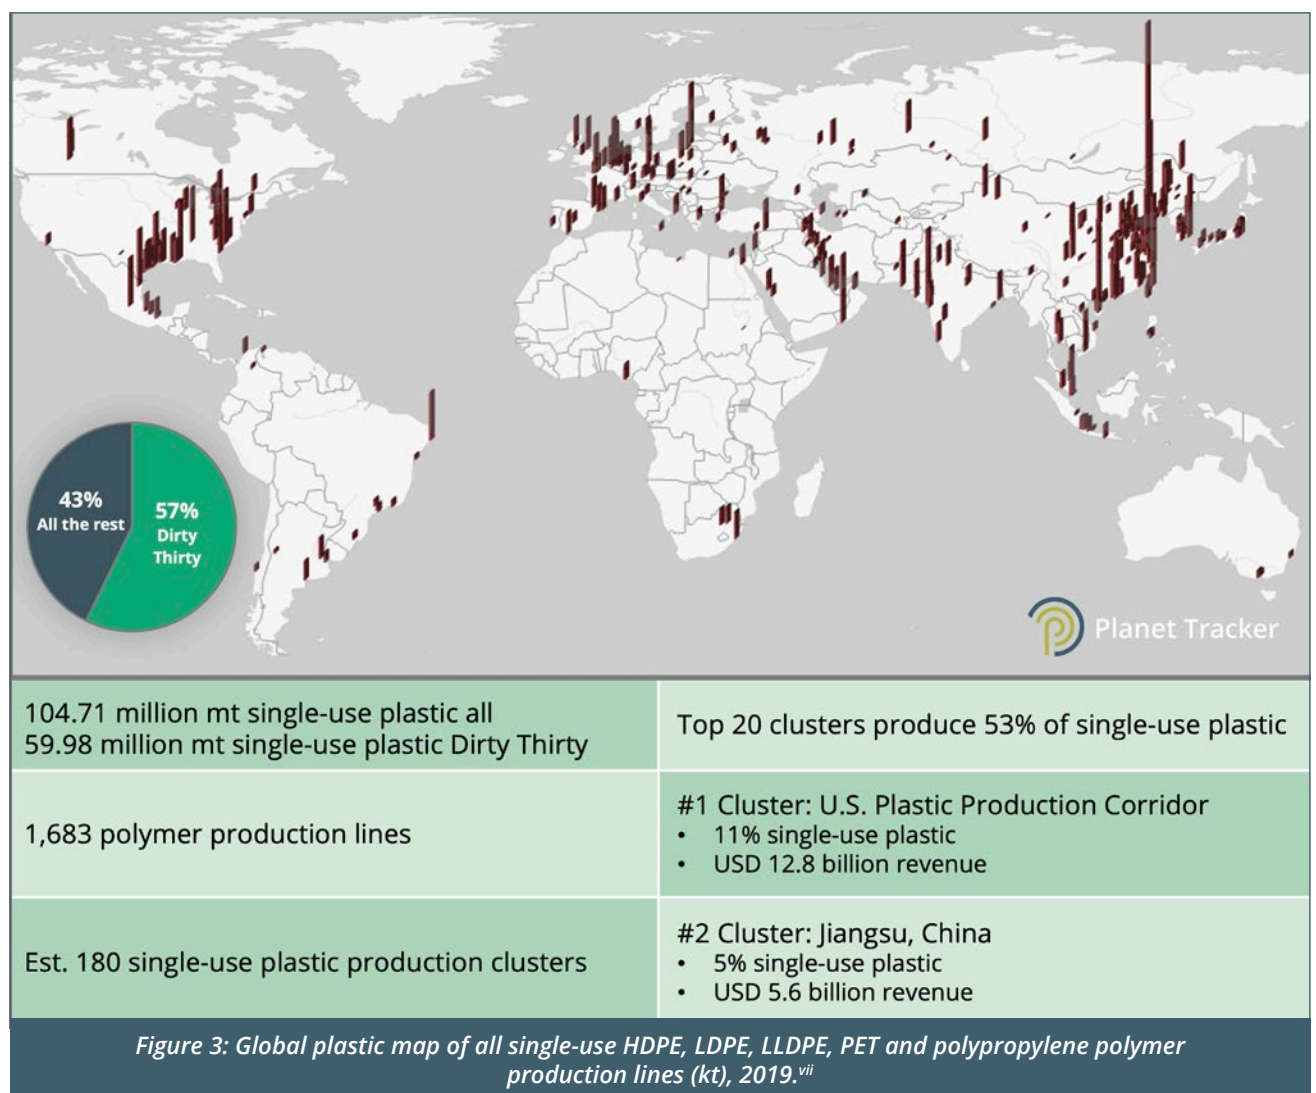 43%
All the rest
57%
Dirty
Thirty
Planet Tracker
104.71 million mt single-use plastic all
59.98 million mt single-use plastic Dirty Thirty
Top 20 clusters produce 53% of single-use plastic
1,683 polymer production lines
#1 Cluster: U.S. Plastic Production Corridor
• 11% single-use plastic
• USD 12.8 billion revenue
Est. 180 single-use plastic production clusters
#2 Cluster: Jiangsu, China
• 5% single-use plastic
• USD 5.6 billion revenue
Figure 3: Global plastic map of all single-use HDPE, LDPE, LLDPE, PET and polypropylene polymer
production lines (kt), 2019.vii